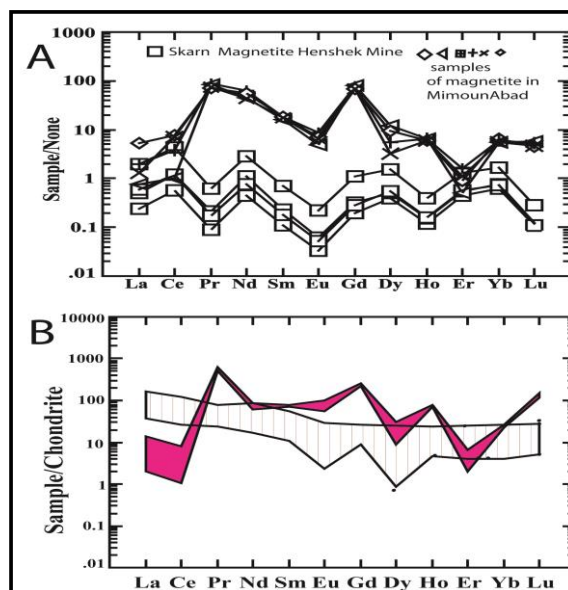 A
1000
100
10
1
0.1
.01
Sample/None
Skarn Magnetite Henshek Mine
samples
of magnetite in
MimounAbad
La Ce Pr Nd Sm Eu Gd Dy Ho Er Yb Lu
B
10000
1000
100
10
1
0.1
.01
Sample/Chondrite
La Ce Pr Nd Sm Eu Gd Dy Ho Er Yb Lu